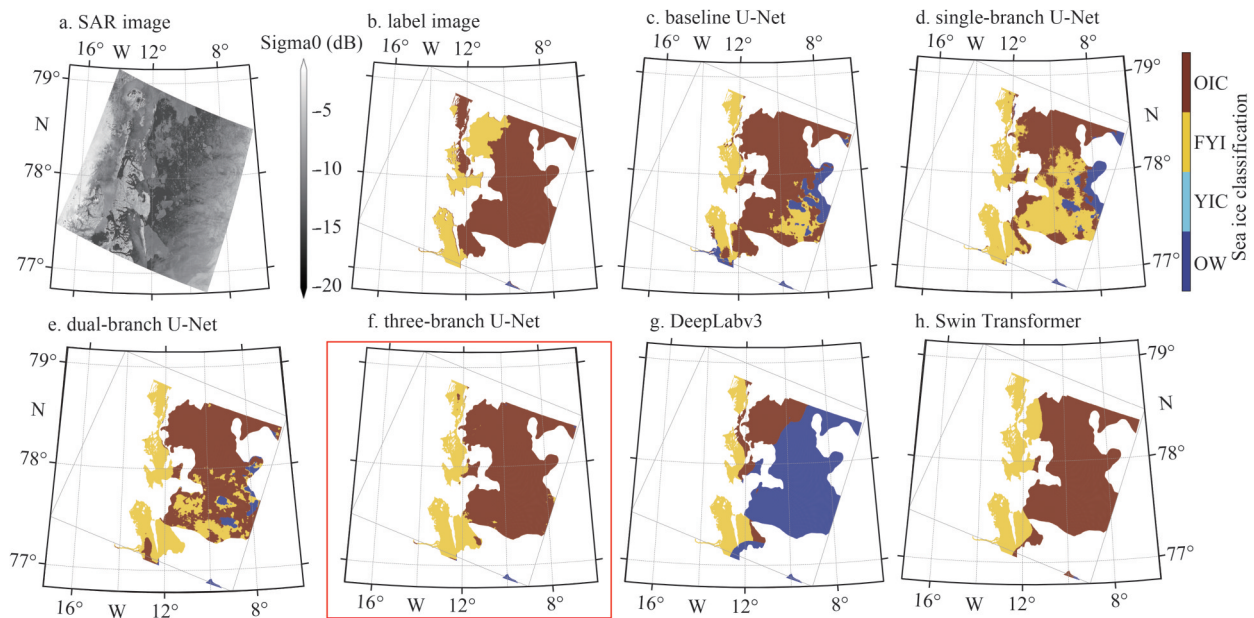 a. SAR image
b. label image
c. baseline U-Net
d. single-branch U-Net
16° W 12° 8°
Sigma0 (dB)
16° W 12° 8°
16° W 12° 8°
16° W 12° 8°
79°
N
78°
77°
−5
−10
−15
−20
79°
N
78°
77°
OIC
FYI
YIC
OW
Sea ice classification
e. dual-branch U-Net
f. three-branch U-Net
g. DeepLabv3
h. Swin Transformer
79°
N
78°
77°
79°
N
78°
77°
16° W 12° 8°
16° W 12° 8°
16° W 12° 8°
16° W 12° 8°